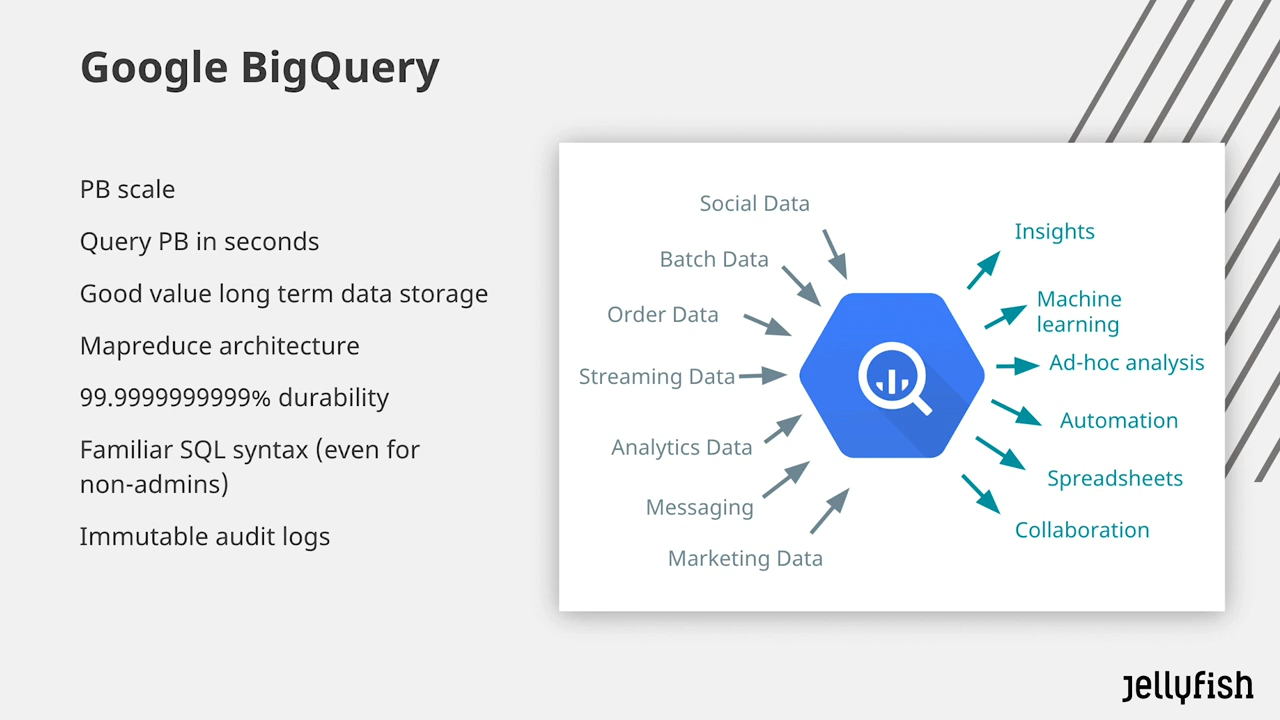 Google BigQuery
PB scale
Query PB in seconds
Good value long term data storage
Mapreduce architecture
99.9999999999% durability
Familiar SQL syntax (even for
non-admins)
Immutable audit logs
Social Data
Batch Data
Order Data
Streaming Data
Analytics Data
Messaging
Marketing Data
Insights
Machine
learning
Ad-hoc analysis
Automation
Spreadsheets
Collaboration
jellyfish